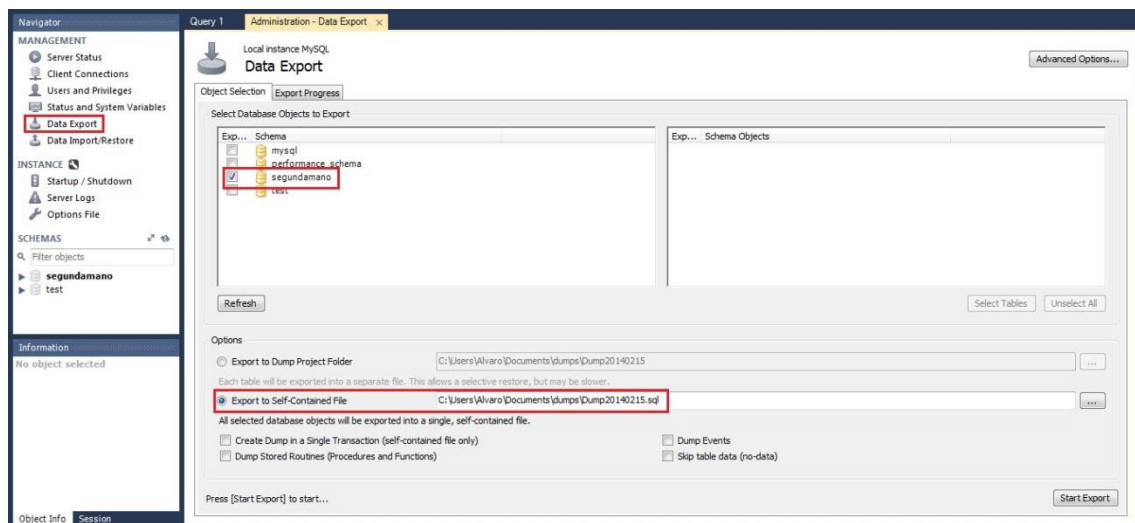 Navigator
MANAGEMENT
Server Status
Client Connections
Users and Privileges
Status and System Variables
Data Export
Data Import/Restore
INSTANCE
Startup / Shutdown
Server Logs
Options File
SCHEMAS
Filter objects
segundamano
test
Information
No object selected
Object Info Session
Query 1 Administration - Data Export ×
Local instance MySQL
Data Export
Advanced Options...
Object Selection Export Progress
Select Database Objects to Export
Exp... Schema
mysql
performance_schema
segundamano
test
Exp... Schema Objects
Refresh
Select Tables Unselect All
Options
Export to Dump Project Folder C:\Users\Alvaro\Documents\dumps\Dump20140215 ...
Each table will be exported into a separate file. This allows a selective restore, but may be slower.
Export to Self-Contained File C:\Users\Alvaro\Documents\dumps\Dump20140215.sql ...
All selected database objects will be exported into a single, self-contained file.
Create Dump in a Single Transaction (self-contained file only) Dump Events
Dump Stored Routines (Procedures and Functions) Skip table data (no-data)
Press [Start Export] to start... Start Export